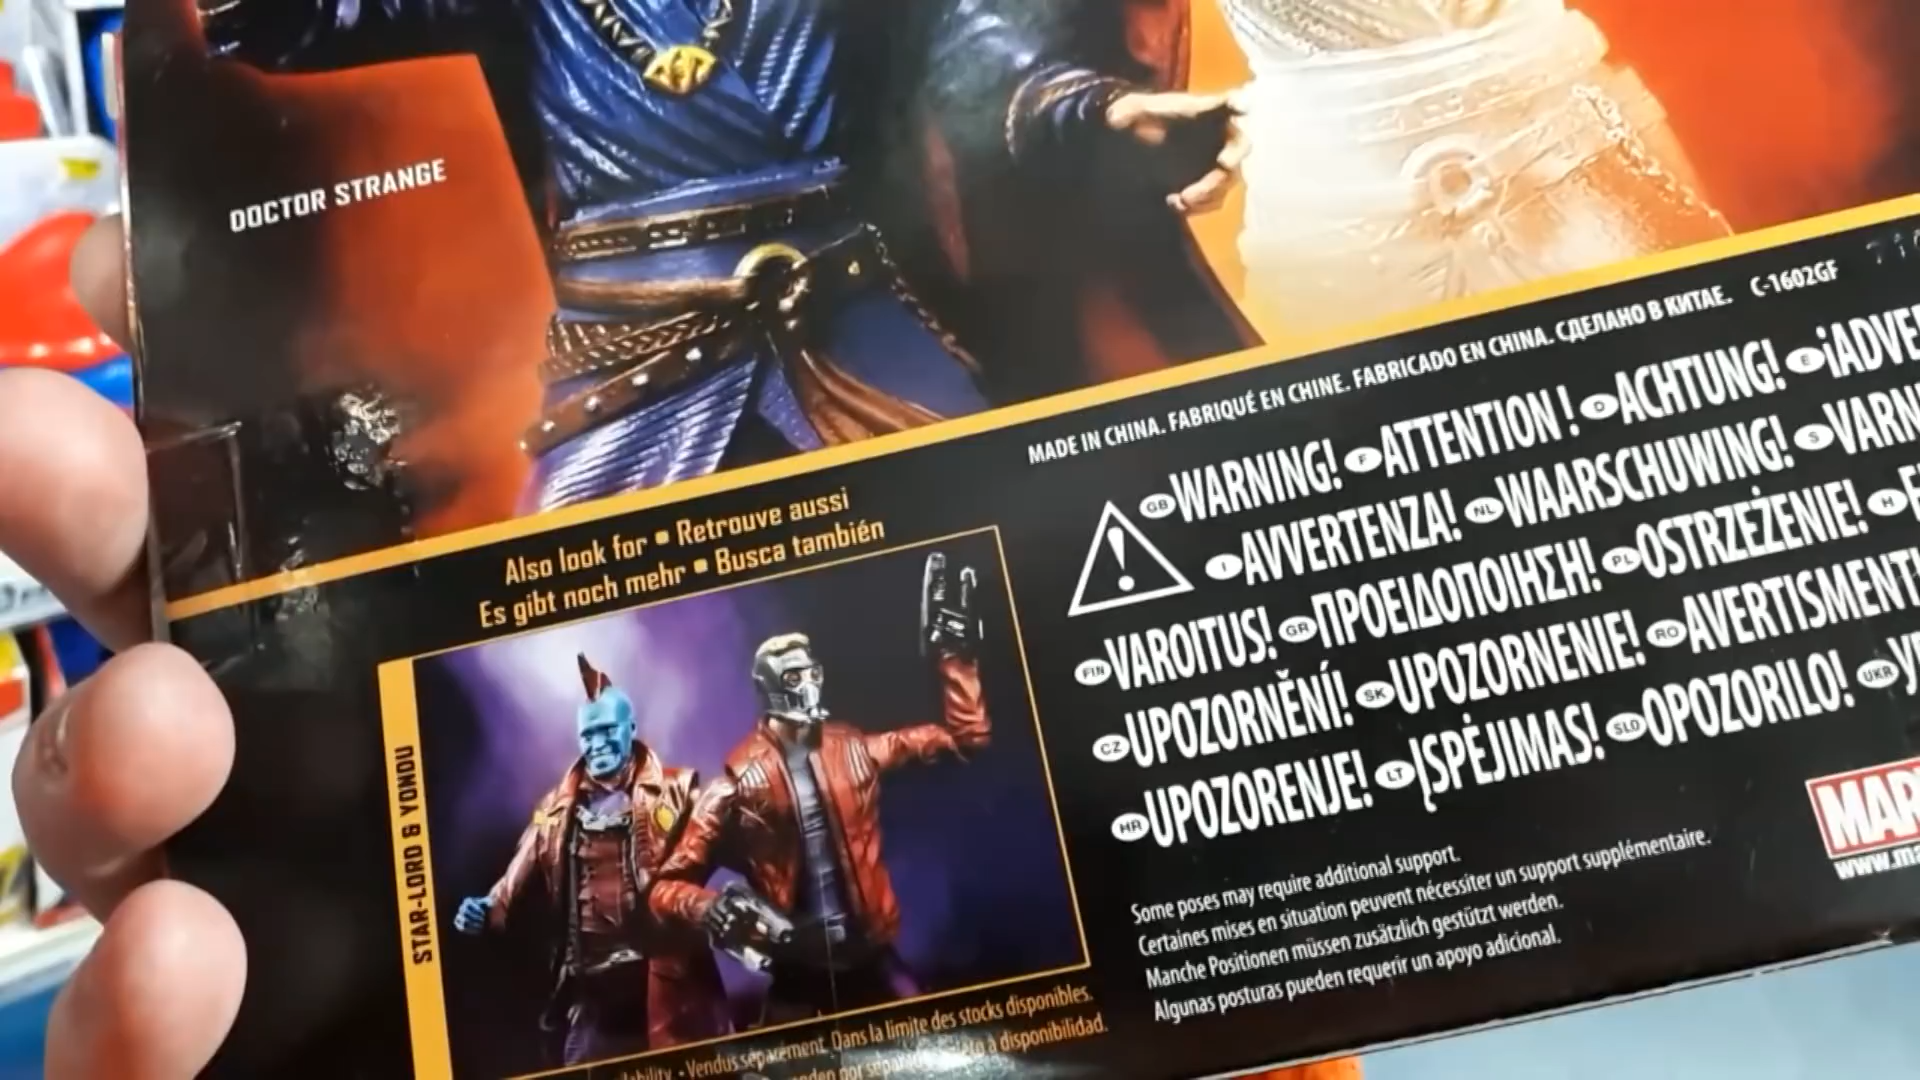 DOCTOR STRANGE
MADE IN CHINA. FABRIQUÉ EN CHINE. FABRICADO EN CHINA. СДЕЛАНО В КИТАЕ. C-1602GF
Also look for • Retrouve aussi
Es gibt noch mehr • Busca también
STAR-LORD & YONDU
GB WARNING! F ATTENTION ! D ACHTUNG! E ¡ADVE
I AVVERTENZA! NL WAARSCHUWING! S VARN
FIN VAROITUS! GR ΠΡΟΕΙΔΟΠΟΙΗΣΗ! PL OSTRZEŻENIE! H
CZ UPOZORNĚNÍ! SK UPOZORNENIE! RO AVERTISMENT
HR UPOZORENJE! LT ĮSPĖJIMAS! SLO OPOZORILO! UKR
MAR
www.ma
Some poses may require additional support.
Certaines mises en situation peuvent nécessiter un support supplémentaire.
Manche Positionen müssen zusätzlich gestützt werden.
Algunas posturas pueden requerir un apoyo adicional.
• Vendus séparément. Dans la limite des stocks disponibles.
a disponibilidad.